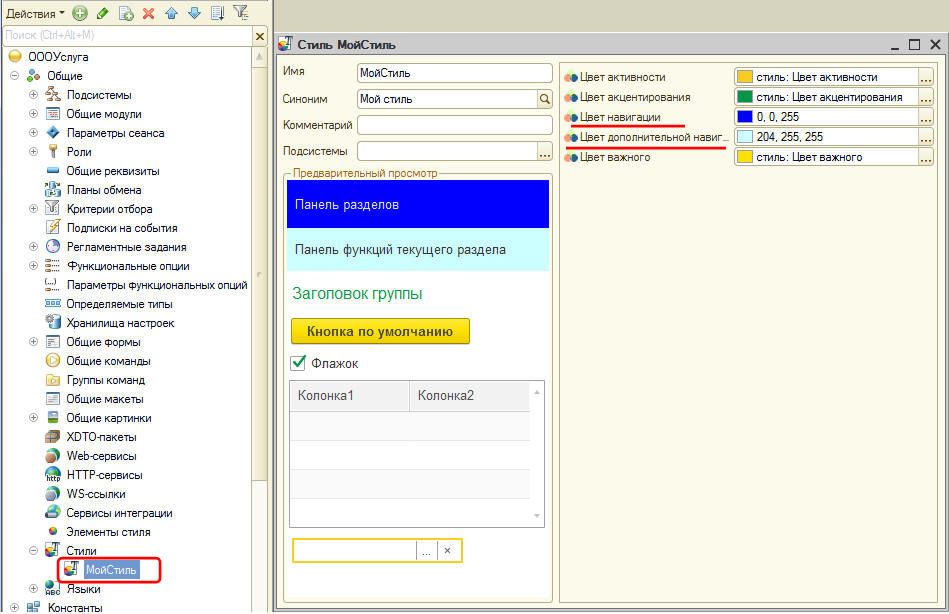 Действия
Поиск (Ctrl+Alt+M)
ОООУслуга
Общие
Подсистемы
Общие модули
Параметры сеанса
Роли
Общие реквизиты
Планы обмена
Критерии отбора
Подписки на события
Регламентные задания
Функциональные опции
Параметры функциональных опций
Определяемые типы
Хранилища настроек
Общие формы
Общие команды
Группы команд
Общие макеты
Общие картинки
XDTO-пакеты
Web-сервисы
http HTTP-сервисы
WS-ссылки
Сервисы интеграции
Элементы стиля
Стили
МойСтиль
ABC Языки
Константы
Стиль МойСтиль
Имя МойСтиль
Синоним Мой стиль
Комментарий
Подсистемы ...
Предварительный просмотр
Панель разделов
Панель функций текущего раздела
Заголовок группы
Кнопка по умолчанию
Флажок
Колонка1 Колонка2
... ×
Цвет активности стиль: Цвет активности ...
Цвет акцентирования стиль: Цвет акцентирования ...
Цвет навигации 0, 0, 255 ...
Цвет дополнительной навиг... 204, 255, 255 ...
Цвет важного стиль: Цвет важного ...